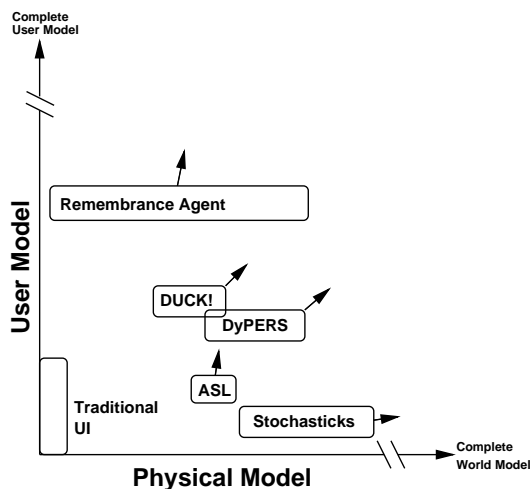 Complete
User Model
User Model
Remembrance Agent
DUCK!
DyPERS
ASL
Traditional
UI
Stochasticks
Complete
World Model
Physical Model